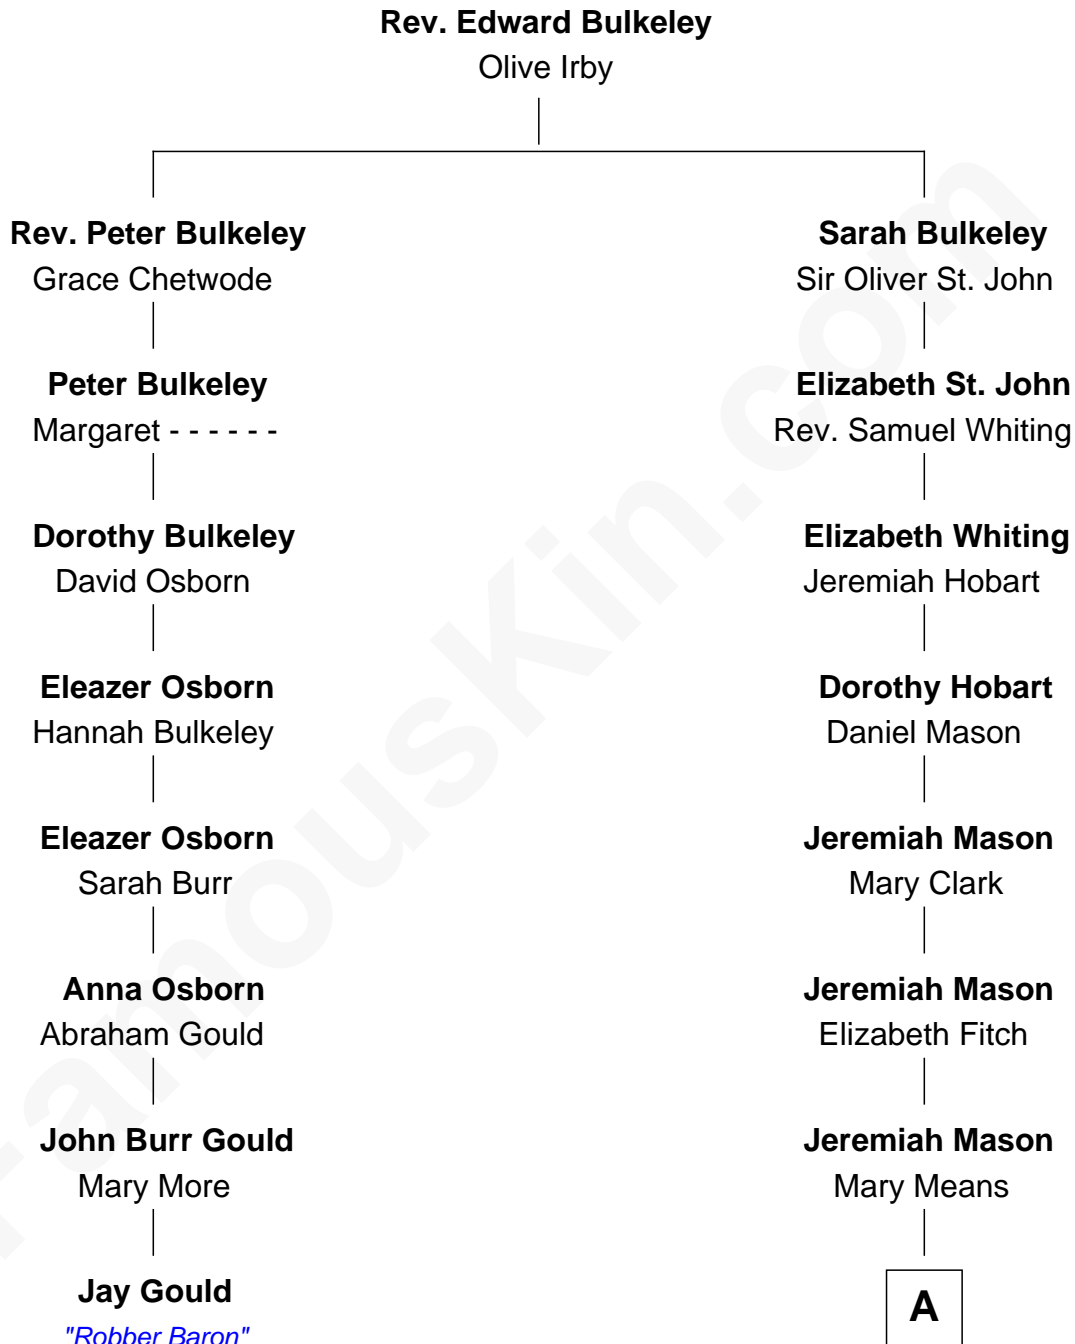 Rev. Edward Bulkeley
Olive Irby
Rev. Peter Bulkeley
Grace Chetwode
Sarah Bulkeley
Sir Oliver St. John
Peter Bulkeley
Margaret - - - - - -
Elizabeth St. John
Rev. Samuel Whiting
Dorothy Bulkeley
David Osborn
Elizabeth Whiting
Jeremiah Hobart
Eleazer Osborn
Hannah Bulkeley
Dorothy Hobart
Daniel Mason
Eleazer Osborn
Sarah Burr
Jeremiah Mason
Mary Clark
Anna Osborn
Abraham Gould
Jeremiah Mason
Elizabeth Fitch
John Burr Gould
Mary More
Jeremiah Mason
Mary Means
Jay Gould
"Robber Baron"
A
FamousKin.com